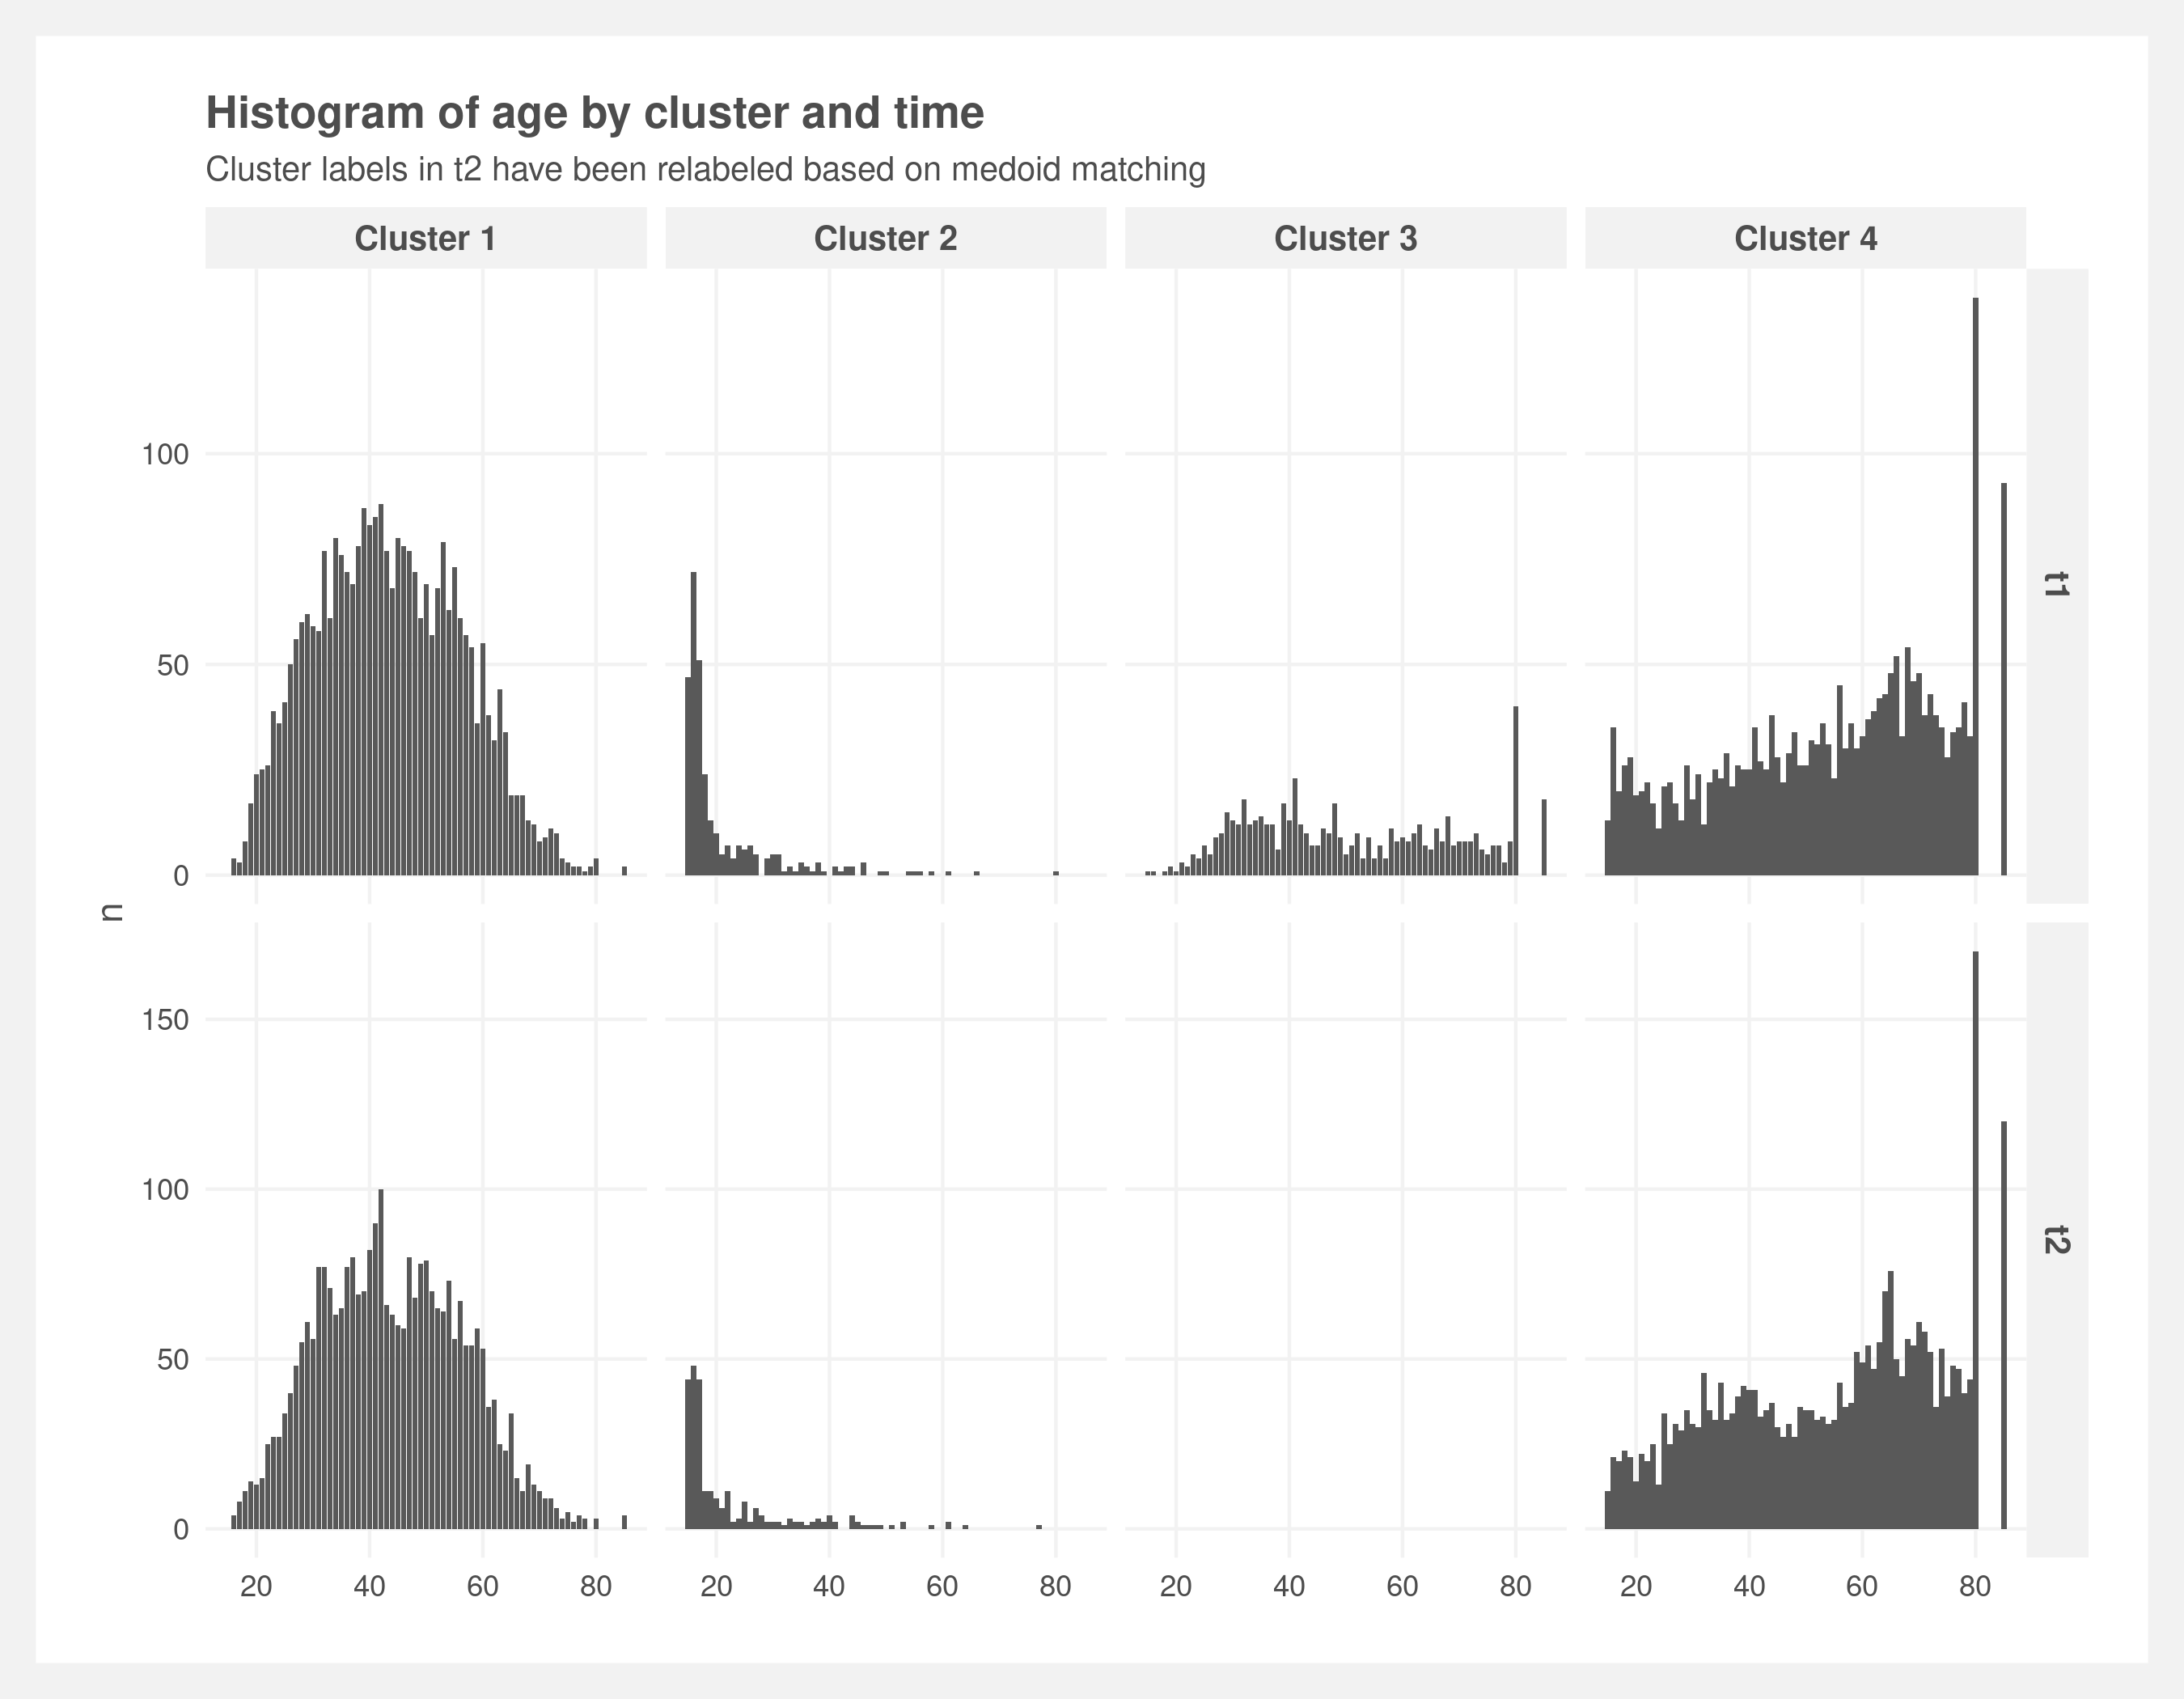 Histogram of age by cluster and time
Cluster labels in t2 have been relabeled based on medoid matching
Cluster 1
Cluster 2
Cluster 3
Cluster 4
100
50
0
t1
n
150
100
50
0
t2
20 40 60 80
20 40 60 80
20 40 60 80
20 40 60 80